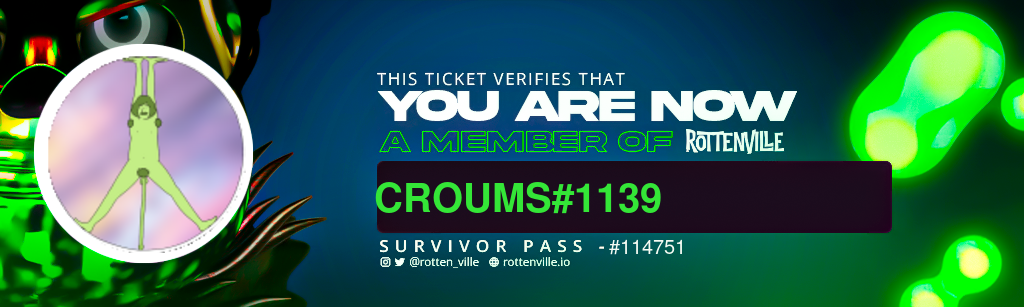 THIS TICKET VERIFIES THAT
YOU ARE NOW
A MEMBER OF ROTTENVILLE
CROUMS#1139
SURVIVOR PASS - #114751
@rotten_ville rottenville.io